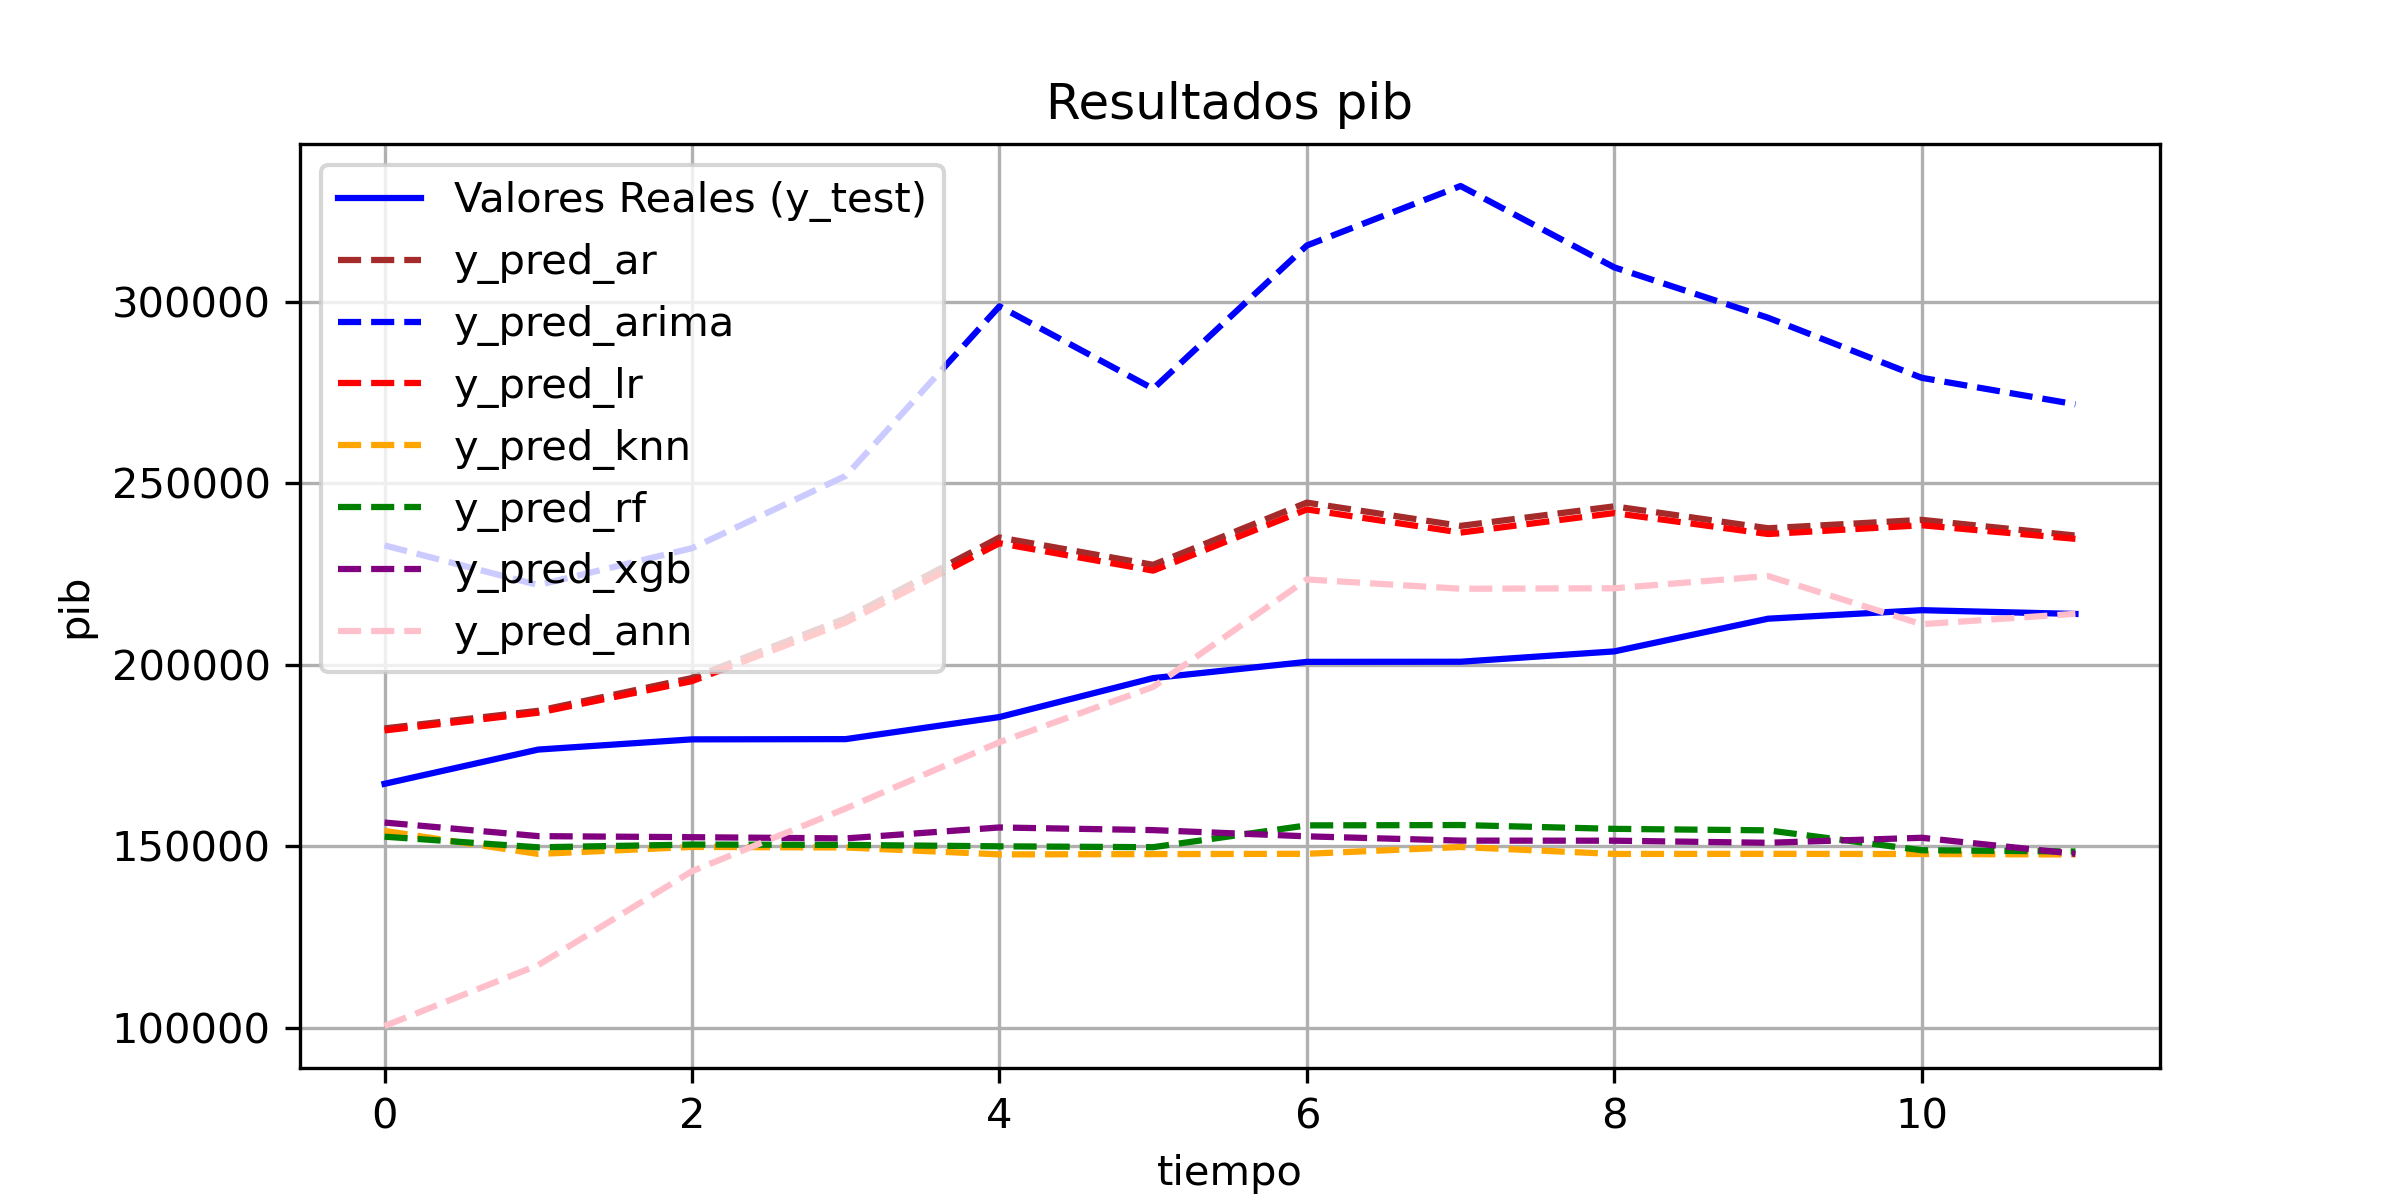 Resultados pib
Valores Reales (y_test)
y_pred_ar
y_pred_arima
y_pred_lr
y_pred_knn
y_pred_rf
y_pred_xgb
y_pred_ann
pib
300000
250000
200000
150000
100000
0 2 4 6 8 10
tiempo